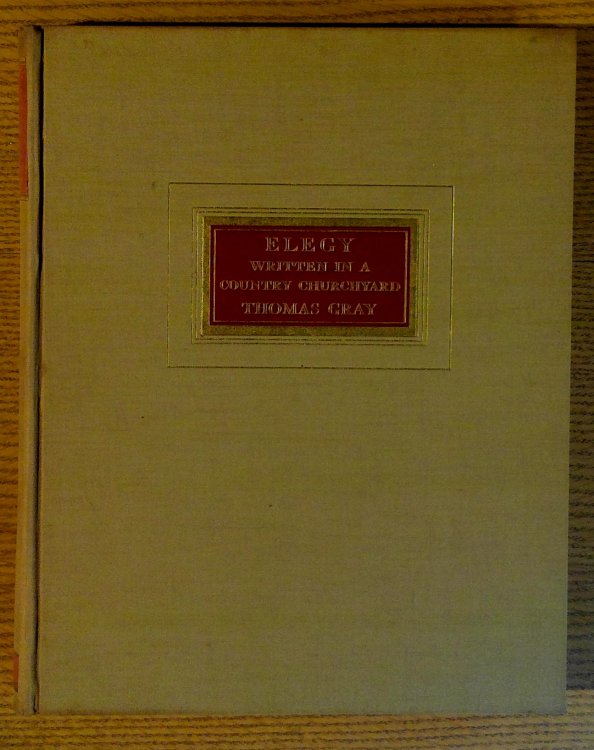 ELEGY
WRITTEN IN A
COUNTRY CHURCHYARD
THOMAS GRAY